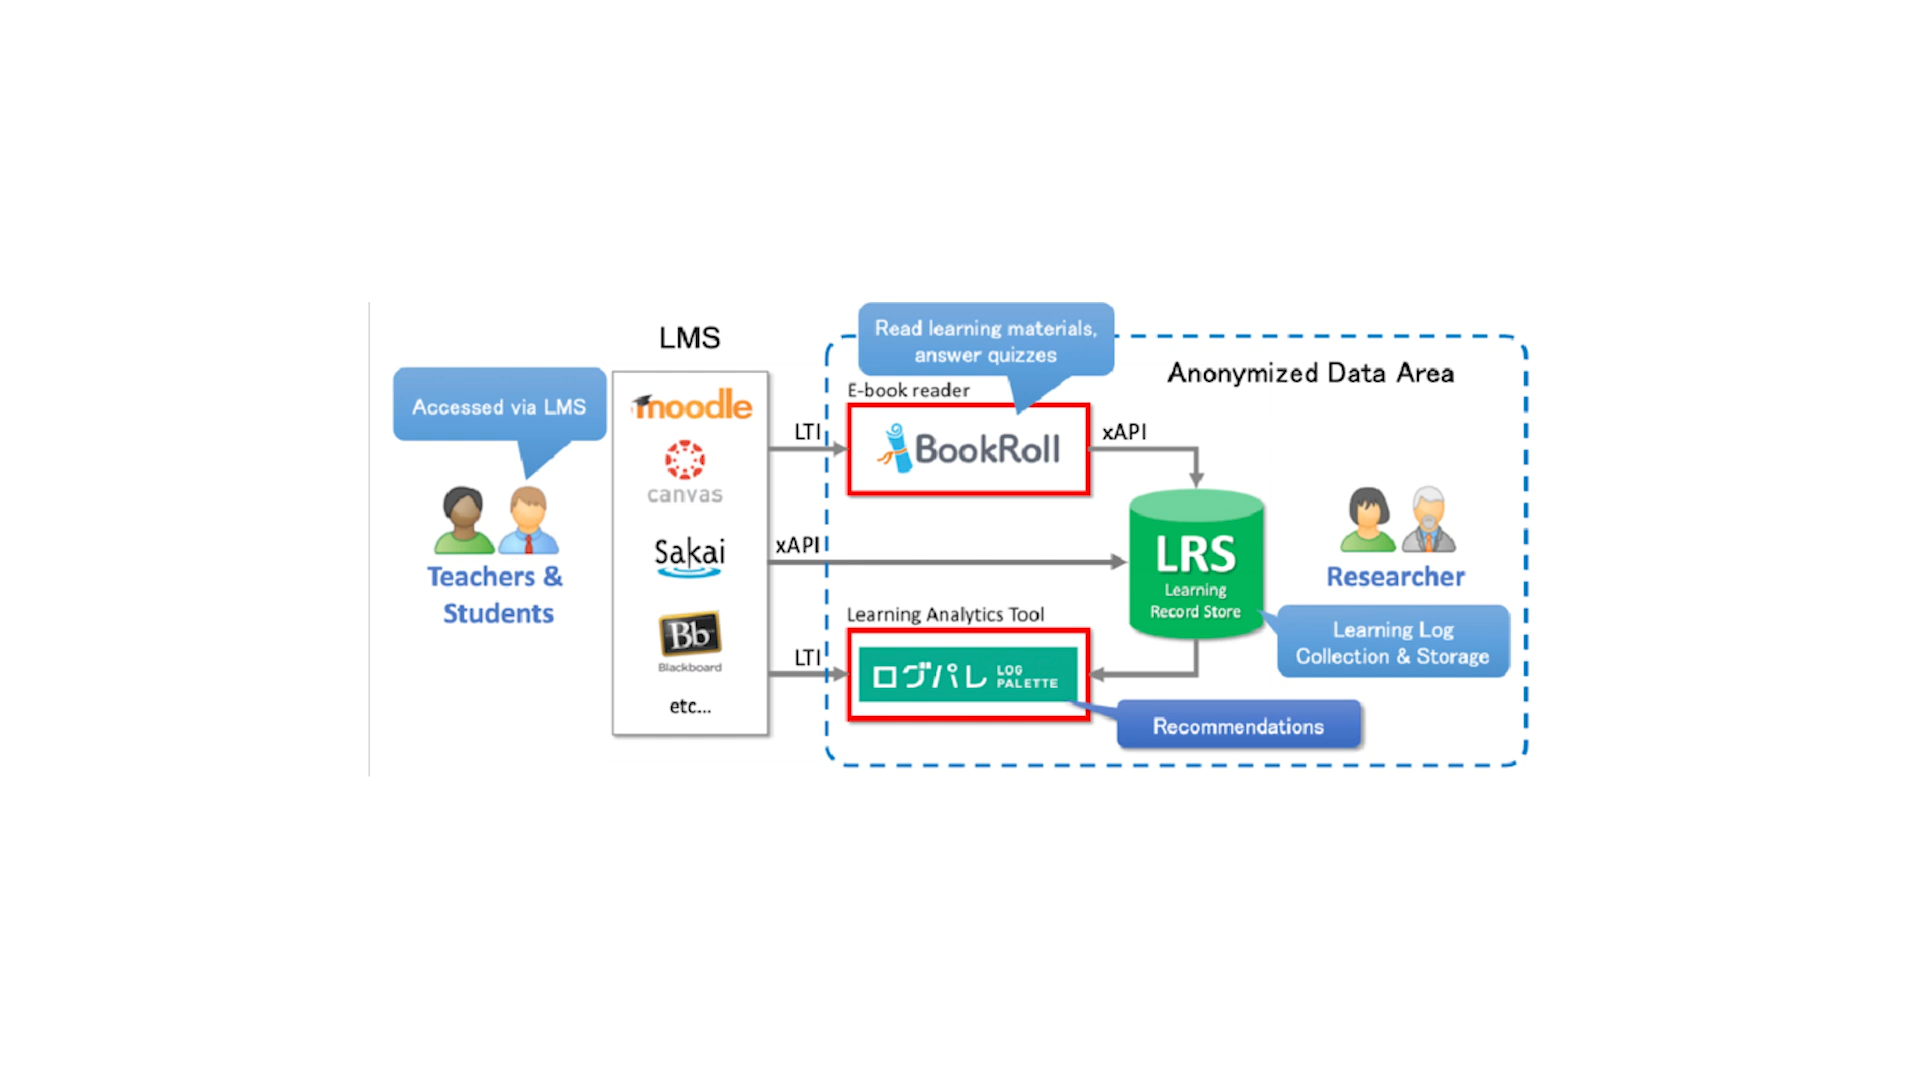 LMS
Accessed via LMS
Teachers &
Students
moodle
canvas
Sakai
Bb
Blackboard
etc...
LTI
xAPI
LTI
Read learning materials,
answer quizzes
Anonymized Data Area
E-book reader
BookRoll
xAPI
LRS
Learning
Record Store
Researcher
Learning Log
Collection & Storage
Learning Analytics Tool
ログパレ LOG
PALETTE
Recommendations